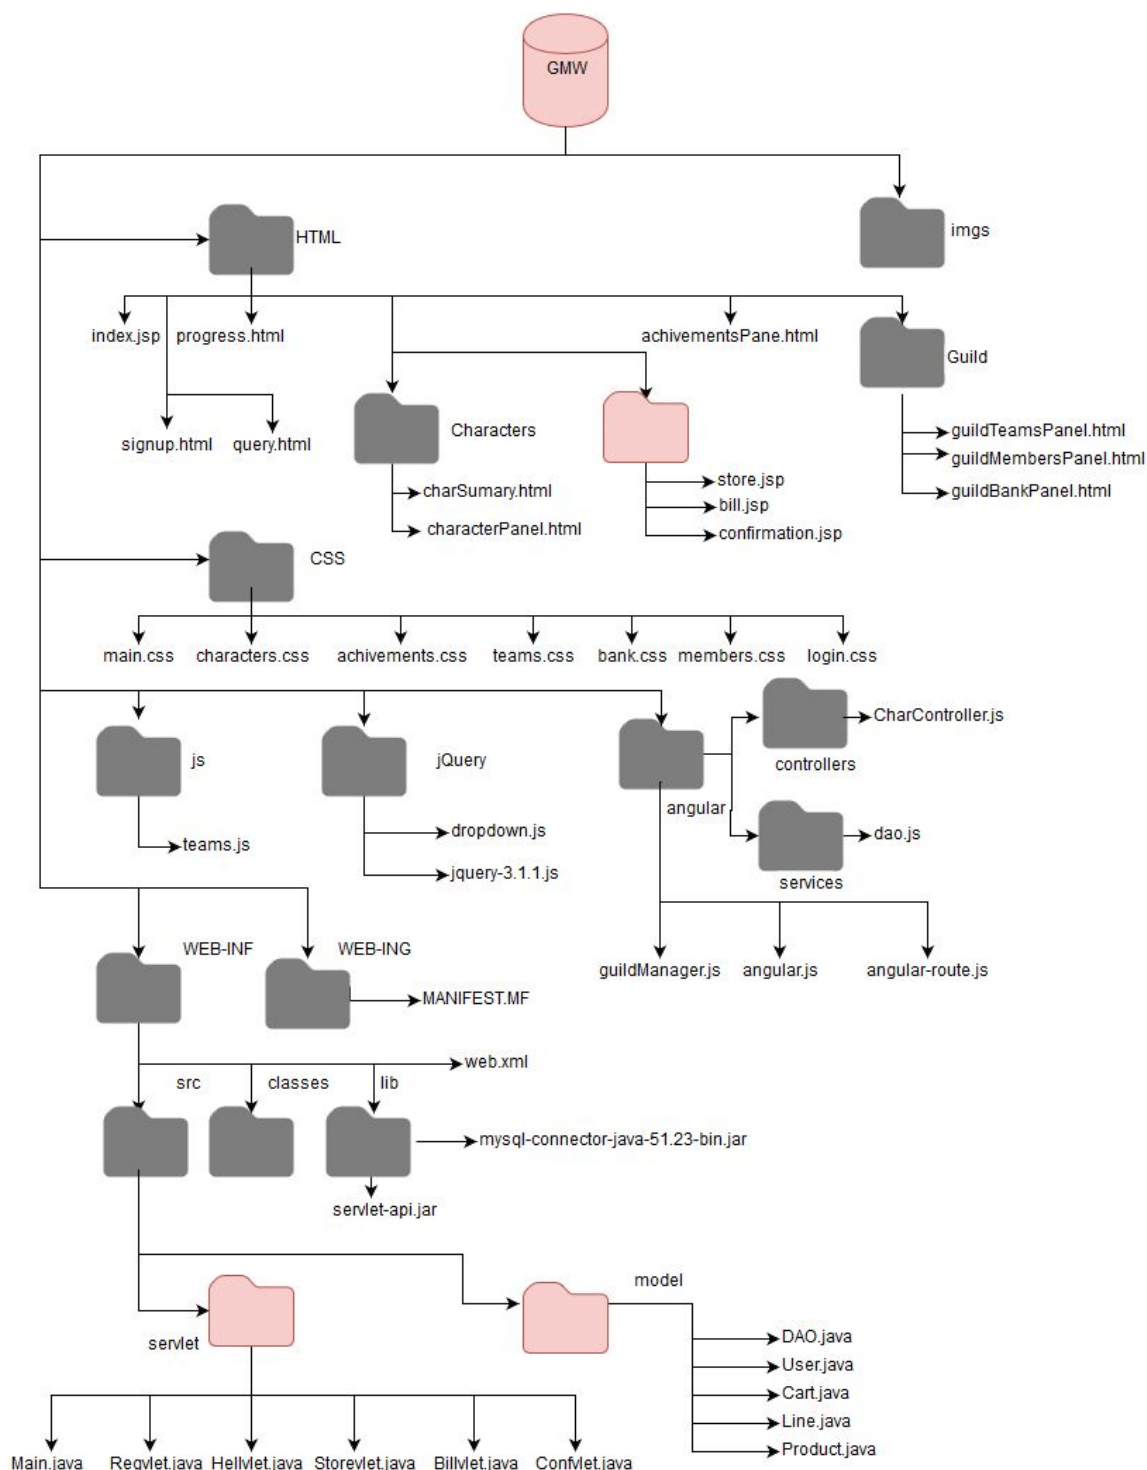 GMW
imgs
HTML
index.jsp
progress.html
achivementsPane.html
Guild
signup.html
query.html
Characters
guildTeamsPanel.html
guildMembersPanel.html
guildBankPanel.html
charSumary.html
characterPanel.html
store.jsp
bill.jsp
confirmation.jsp
CSS
main.css
characters.css
achivements.css
teams.css
bank.css
members.css
login.css
js
jQuery
angular
controllers
CharController.js
teams.js
dropdown.js
jquery-3.1.1.js
services
dao.js
guildManager.js
angular.js
angular-route.js
WEB-INF
WEB-ING
MANIFEST.MF
web.xml
src
classes
lib
mysql-connector-java-51.23-bin.jar
servlet-api.jar
servlet
model
DAO.java
User.java
Cart.java
Line.java
Product.java
Main.java
Regvlet.java
Hellvlet.java
Storevlet.java
Billvlet.java
Confvlet.java